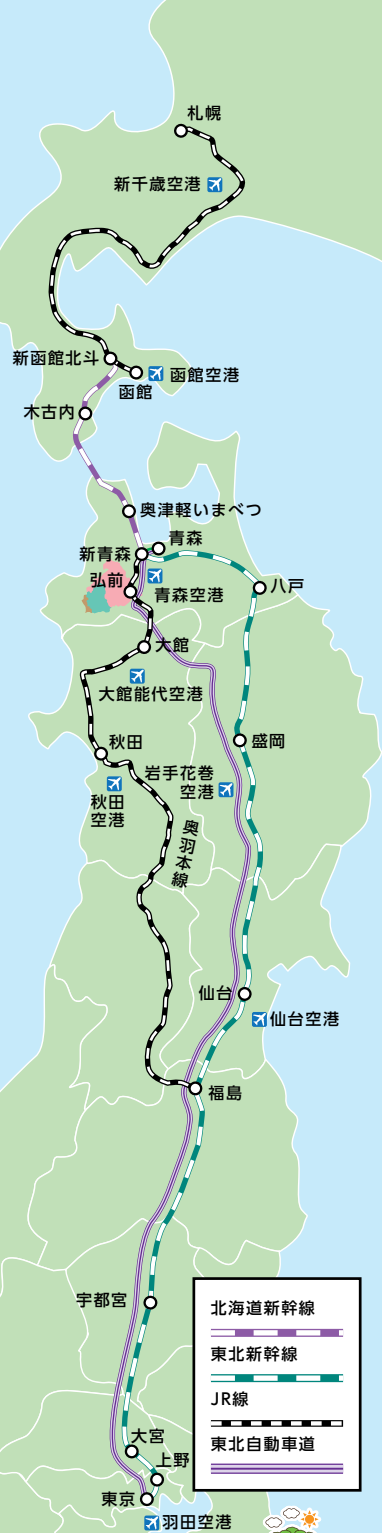 札幌
新千歳空港
新函館北斗
函館空港
函館
木古内
奥津軽いまべつ
青森
新青森
弘前
青森空港
八戸
大館
大館能代空港
盛岡
秋田
岩手花巻
空港
秋田
空港
奥羽本線
仙台
仙台空港
福島
宇都宮
北海道新幹線
東北新幹線
JR線
東北自動車道
大宮
上野
東京
羽田空港